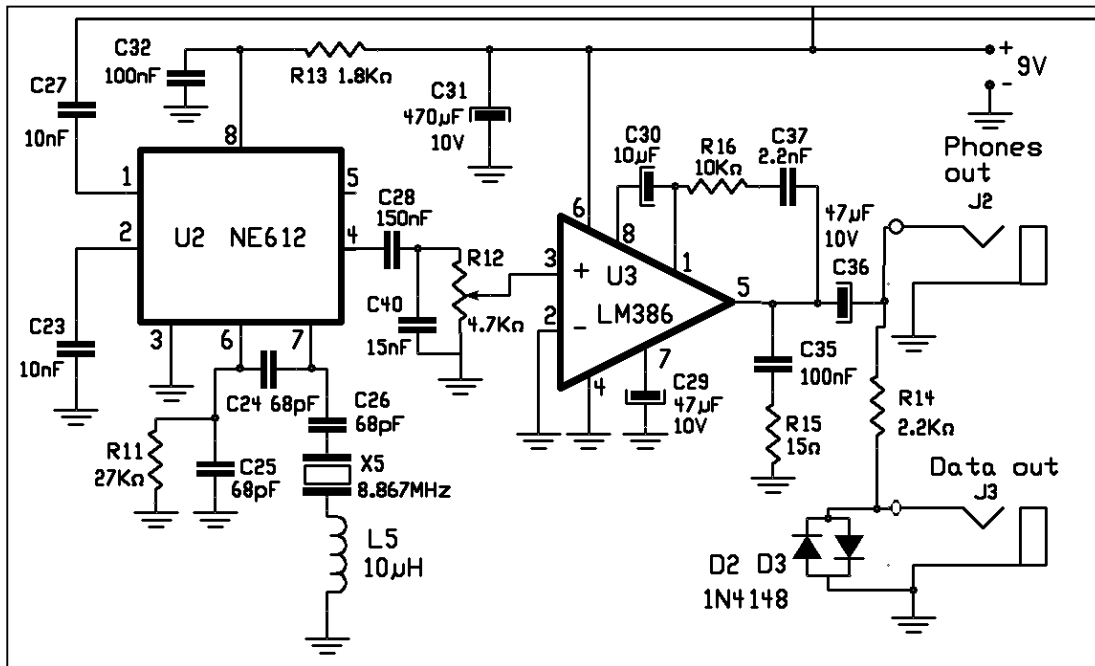 C32
100nF
R13 1.8KΩ
C27
10nF
C31
470µF
10V
+
9V
-
8
1
5
2
4
U2 NE612
3
6
7
C28
150nF
R12
4.7KΩ
C40
15nF
C30
10µF
R16
10KΩ
C37
2.2nF
47µF
10V
C36
Phones
out
J2
6
8
1
3
+
U3
LM386
2
-
5
7
4
C23
10nF
C24 68pF
C26
68pF
R11
27KΩ
C25
68pF
X5
8.867MHz
L5
10µH
C29
47µF
10V
C35
100nF
R15
15Ω
R14
2.2KΩ
Data out
J3
D2 D3
1N4148